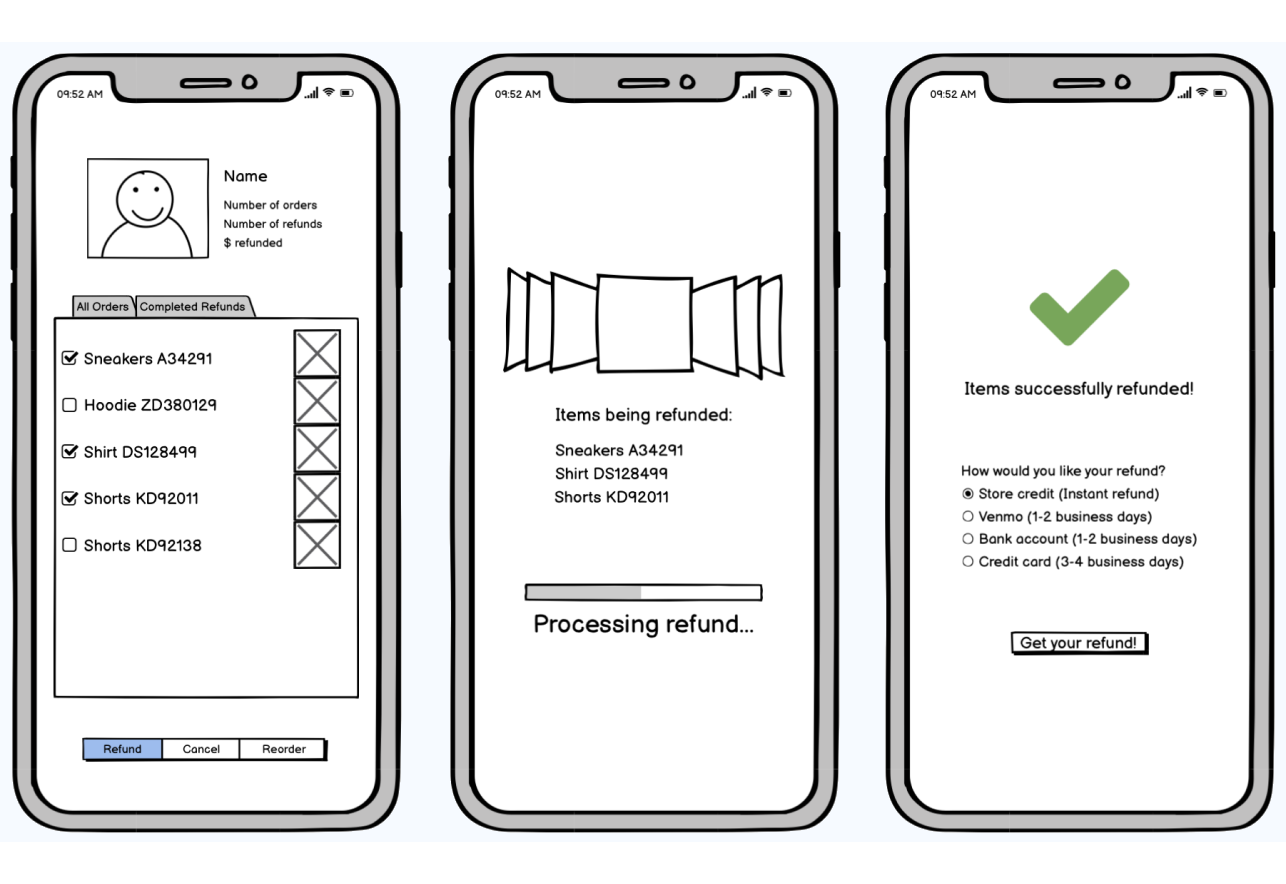 09:52 AM
Name
Number of orders
Number of refunds
$ refunded
All Orders
Completed Refunds
Sneakers A34291
Hoodie ZD380129
Shirt DS128499
Shorts KD92011
Shorts KD92138
Refund
Cancel
Reorder
09:52 AM
Items being refunded:
Sneakers A34291
Shirt DS128499
Shorts KD92011
Processing refund...
09:52 AM
Items successfully refunded!
How would you like your refund?
Store credit (Instant refund)
Venmo (1-2 business days)
Bank account (1-2 business days)
Credit card (3-4 business days)
Get your refund!